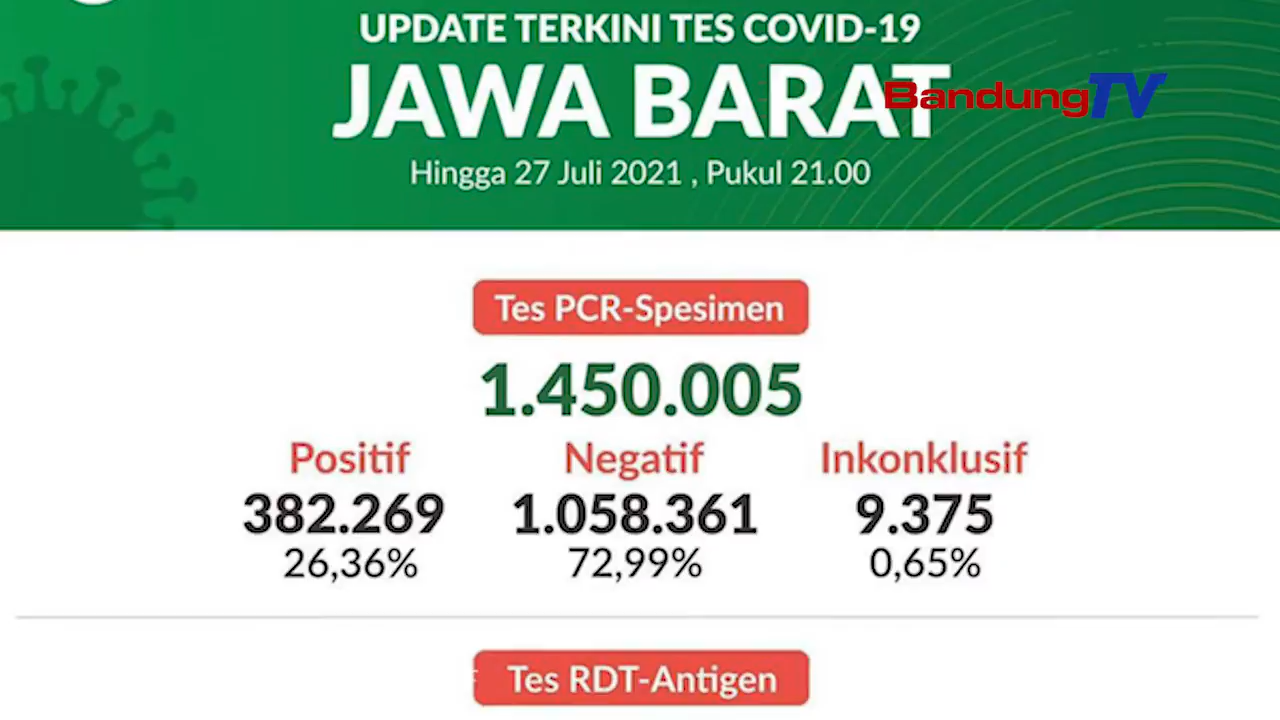 UPDATE TERKINI TES COVID-19
JAWA BARAT
BandungTV
Hingga 27 Juli 2021 , Pukul 21.00
Tes PCR-Spesimen
1.450.005
Positif Negatif Inkonklusif
382.269 1.058.361 9.375
26,36% 72,99% 0,65%
Tes RDT-Antigen